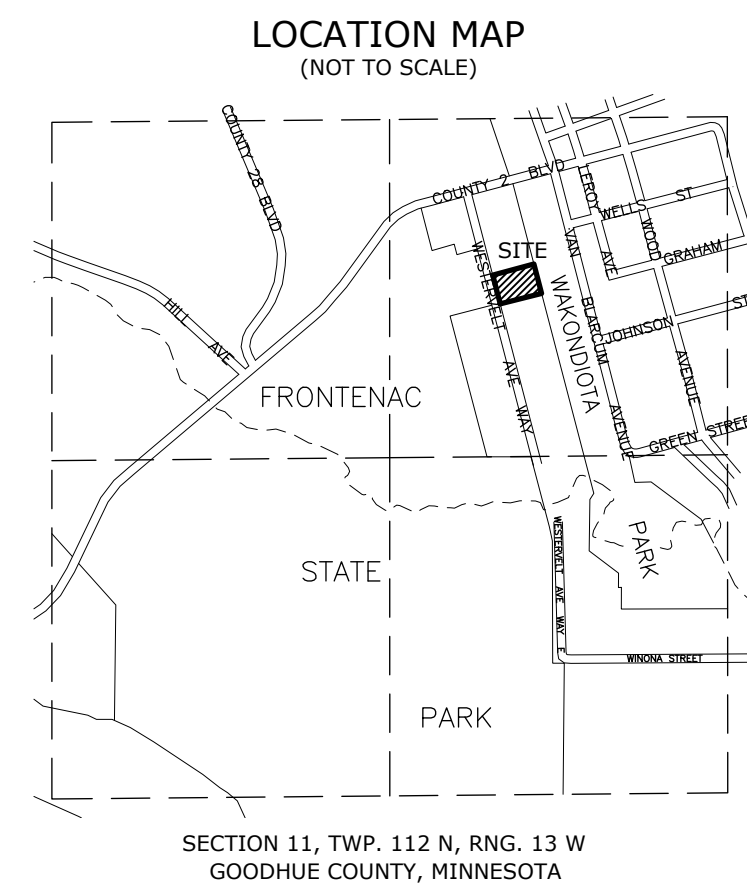 LOCATION MAP
(NOT TO SCALE)
COUNTY 28 BLVD
COUNTY 2 BLVD
LEROY AVE
WELLS ST
WOOD AVENUE
GRAHAM
SITE
WESTERVELT AVE WAY
VAN BLARCUM AVENUE
WAKONDIOTA PARK
HILL AVE
JOHNSON ST
GREEN STREE
FRONTENAC
STATE
PARK
WESTERVELT AVE WAY E
WINONA STREET
SECTION 11, TWP. 112 N, RNG. 13 W
GOODHUE COUNTY, MINNESOTA